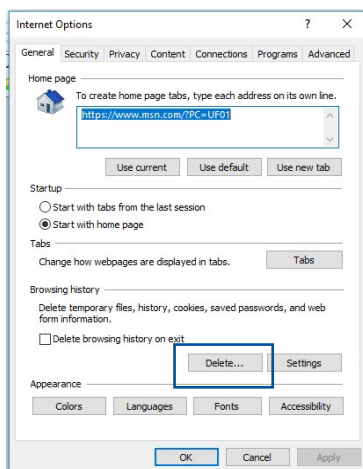 Internet Options ? X
General Security Privacy Content Connections Programs Advanced
Home page
To create home page tabs, type each address on its own line.
https://www.msn.com/?PC=UF01
Use current Use default Use new tab
Startup
Start with tabs from the last session
Start with home page
Tabs
Change how webpages are displayed in tabs. Tabs
Browsing history
Delete temporary files, history, cookies, saved passwords, and web
form information.
Delete browsing history on exit
Delete... Settings
Appearance
Colors Languages Fonts Accessibility
OK Cancel Apply